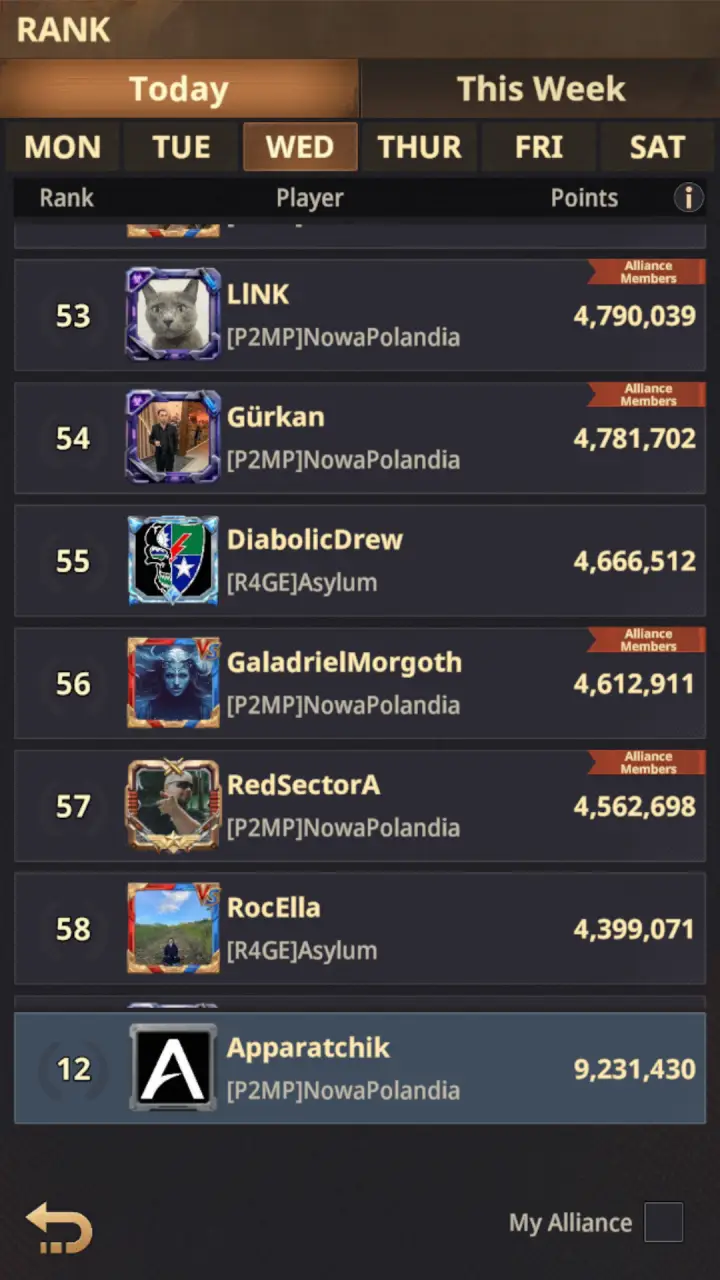 RANK
Today
This Week
MON
TUE
WED
THUR
FRI
SAT
Rank
Player
Points
53
LINK
[P2MP]NowaPolandia
Alliance
Members
4,790,039
54
Gürkan
[P2MP]NowaPolandia
Alliance
Members
4,781,702
55
DiabolicDrew
[R4GE]Asylum
4,666,512
56
GaladrielMorgoth
[P2MP]NowaPolandia
Alliance
Members
4,612,911
57
RedSectorA
[P2MP]NowaPolandia
Alliance
Members
4,562,698
58
RocElla
[R4GE]Asylum
4,399,071
12
Apparatchik
[P2MP]NowaPolandia
9,231,430
My Alliance